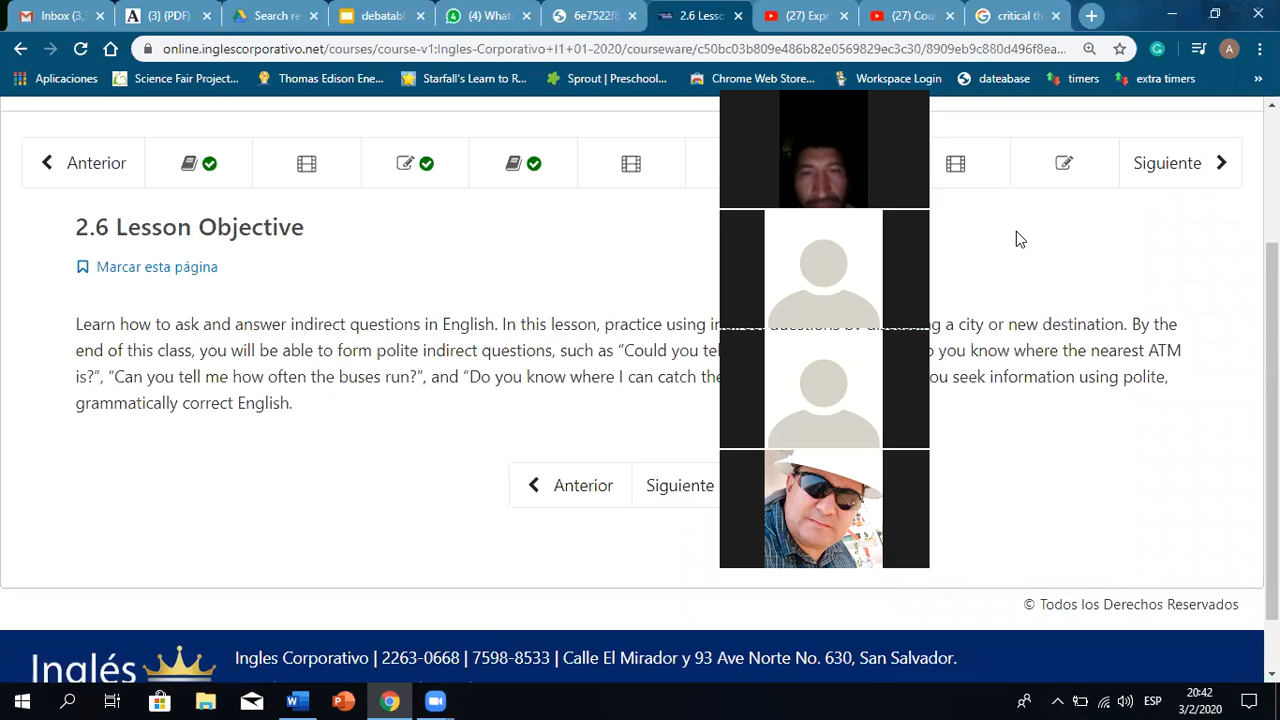 Inbox (3,
(3) (PDF)
Search re
debatabl
(4) Whats
6e7522f8
2.6 Lesso
(27) Expr
(27) Cou
critical th
online.inglescorporativo.net/courses/course-v1:Ingles-Corporativo+I1+01-2020/courseware/c50bc03b809e486b82e0569829ec3c30/8909eb9c880d496f8ea...
Aplicaciones
Science Fair Project...
Thomas Edison Ene...
Starfall's Learn to R...
Sprout | Preschool...
Chrome Web Store...
Workspace Login
dateabase
timers
extra timers
»
Anterior
Siguiente
2.6 Lesson Objective
Marcar esta página
Learn how to ask and answer indirect questions in English. In this lesson, practice using indirect questions by discussing a city or new destination. By the
end of this class, you will be able to form polite indirect questions, such as “Could you tel o you know where the nearest ATM
is?”, “Can you tell me how often the buses run?”, and “Do you know where I can catch the ou seek information using polite,
grammatically correct English.
Anterior
Siguiente
© Todos los Derechos Reservados
Inglés
Ingles Corporativo | 2263-0668 | 7598-8533 | Calle El Mirador y 93 Ave Norte No. 630, San Salvador.
ESP
20:42
3/2/2020